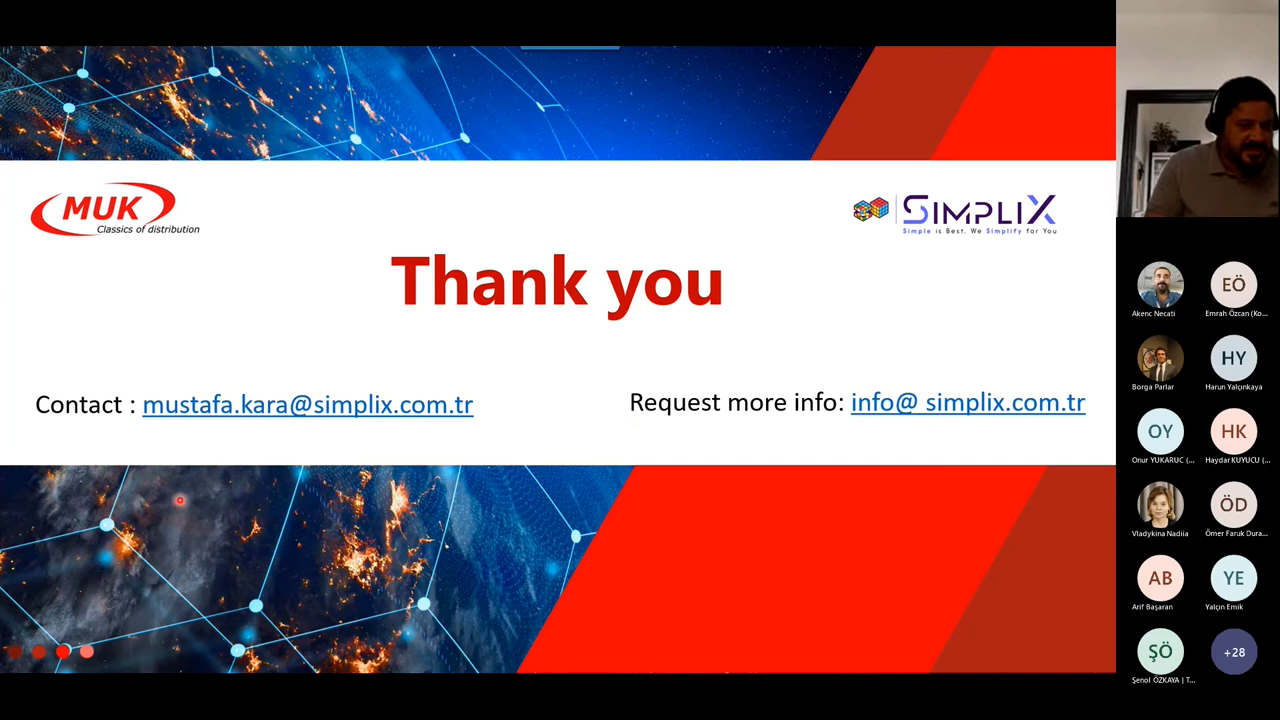 MUK
Classics of distribution
SIMPLIX
Simple is Best, We Simplify for You
Thank you
Contact : mustafa.kara@simplix.com.tr
Request more info: info@ simplix.com.tr
Akenc Necati
EÖ
Emrah Özcan (Ko...
Borga Parlar
HY
Harun Yalçınkaya
OY
Onur YUKARUC (...
HK
Haydar KUYUCU (...
Vladykina Nadiia
ÖD
Ömer Faruk Dura...
AB
Arif Başaran
YE
Yalçın Emik
ŞÖ
Şenol ÖZKAYA | T...
+28